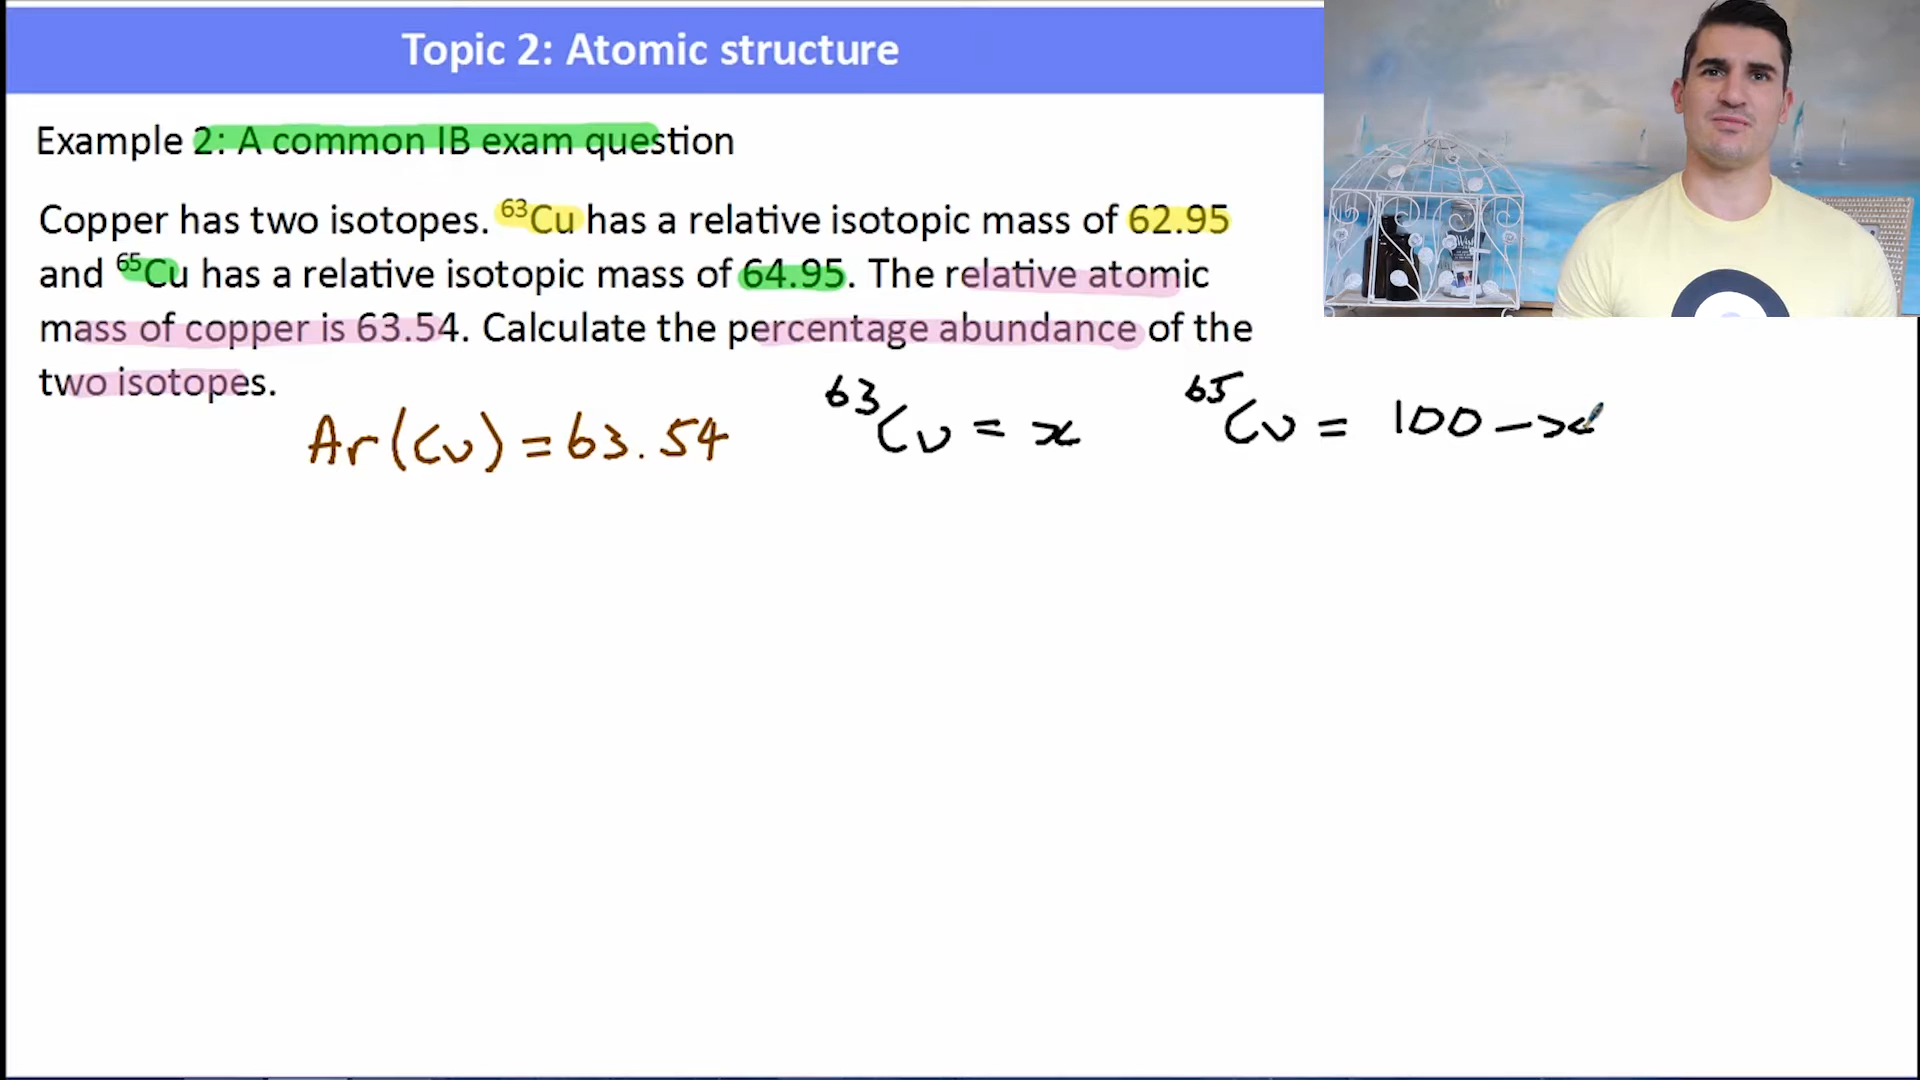 Topic 2: Atomic structure
Example 2: A common IB exam question
Copper has two isotopes. ⁶³Cu has a relative isotopic mass of 62.95
and ⁶⁵Cu has a relative isotopic mass of 64.95. The relative atomic
mass of copper is 63.54. Calculate the percentage abundance of the
two isotopes.
Ar(Cu) = 63.54 ⁶³Cu = x ⁶⁵Cu = 100 – x